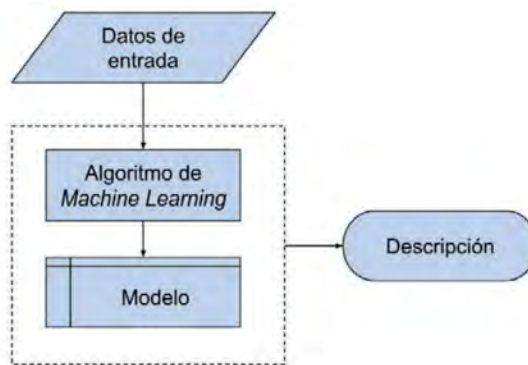 Datos de
entrada
Algoritmo de
Machine Learning
Modelo
Descripción